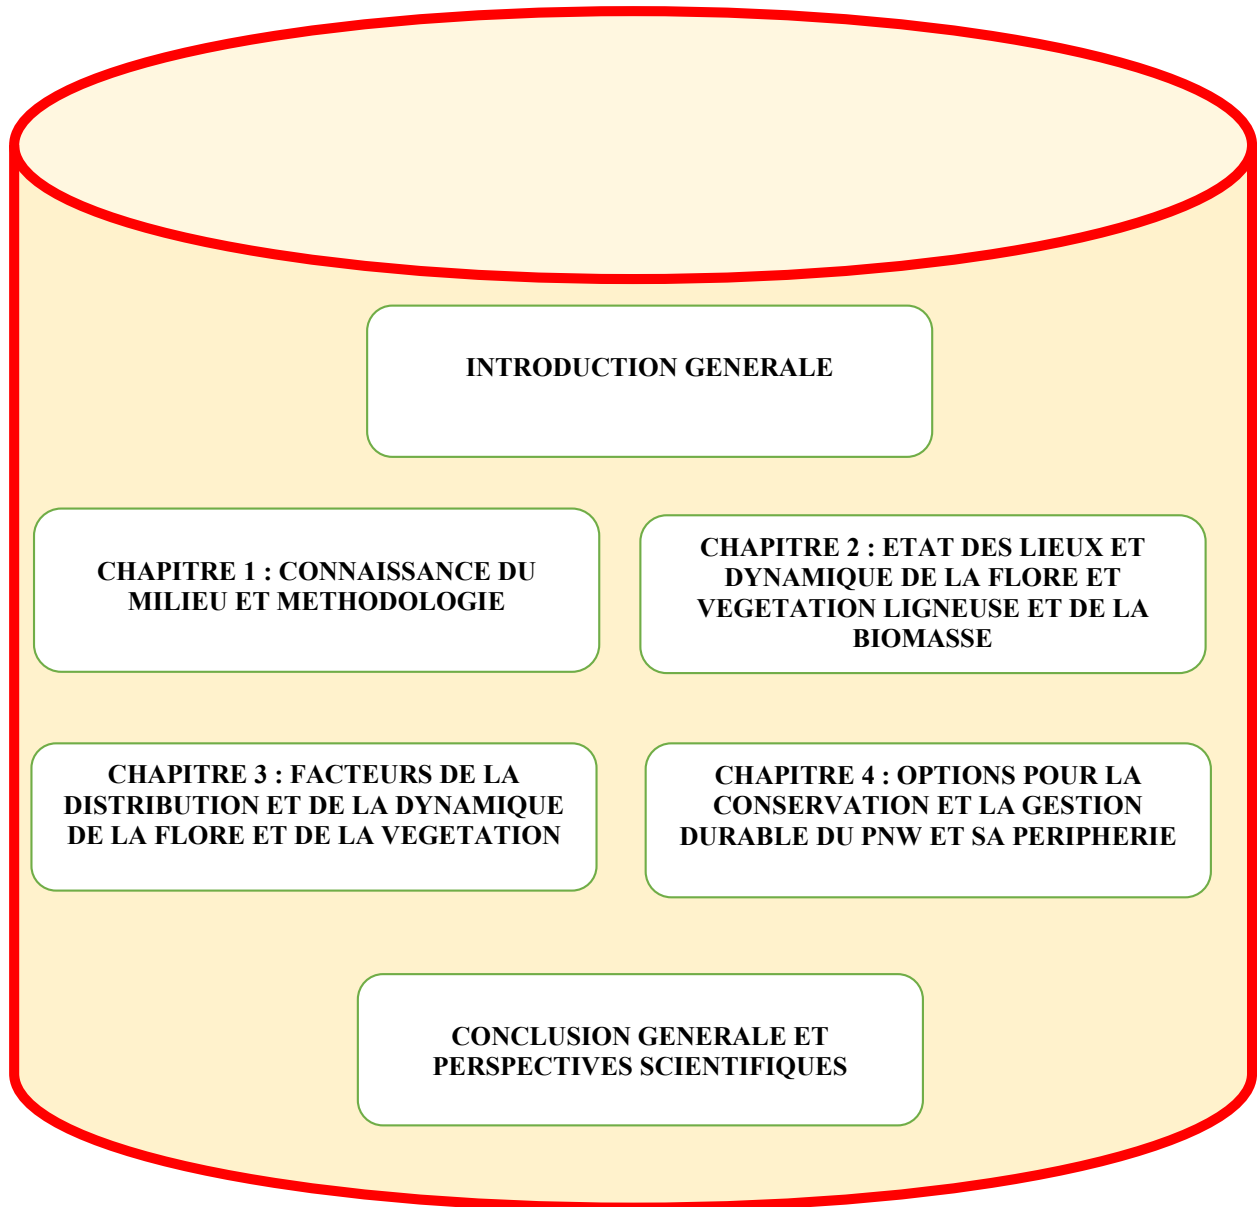 INTRODUCTION GENERALE
CHAPITRE 1 : CONNAISSANCE DU
MILIEU ET METHODOLOGIE
CHAPITRE 2 : ETAT DES LIEUX ET
DYNAMIQUE DE LA FLORE ET
VEGETATION LIGNEUSE ET DE LA
BIOMASSE
CHAPITRE 3 : FACTEURS DE LA
DISTRIBUTION ET DE LA DYNAMIQUE
DE LA FLORE ET DE LA VEGETATION
CHAPITRE 4 : OPTIONS POUR LA
CONSERVATION ET LA GESTION
DURABLE DU PNW ET SA PERIPHERIE
CONCLUSION GENERALE ET
PERSPECTIVES SCIENTIFIQUES